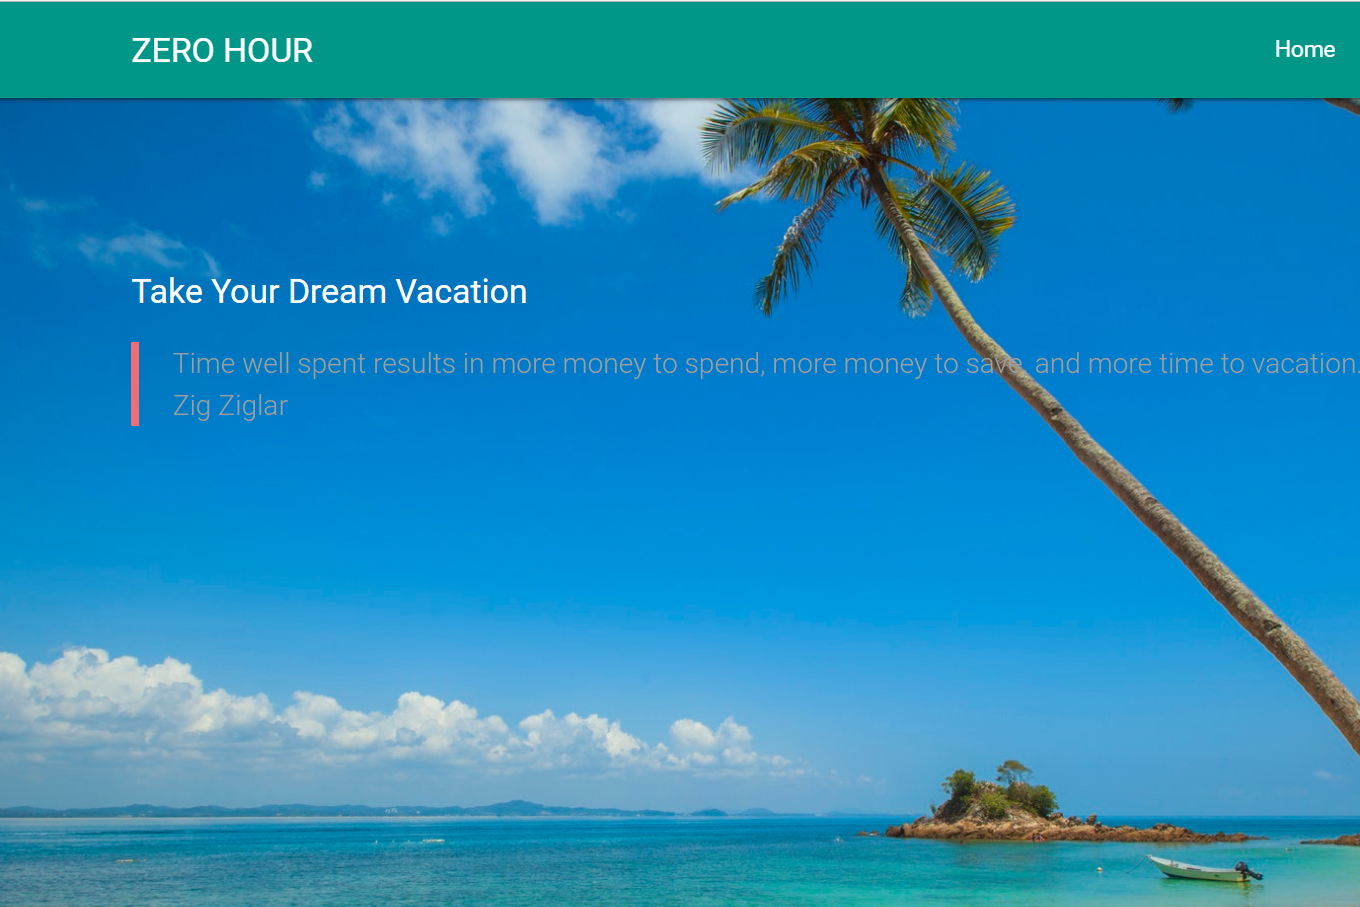 ZERO HOUR
Home
Take Your Dream Vacation
Time well spent results in more money to spend, more money to save, and more time to vacation.
Zig Ziglar